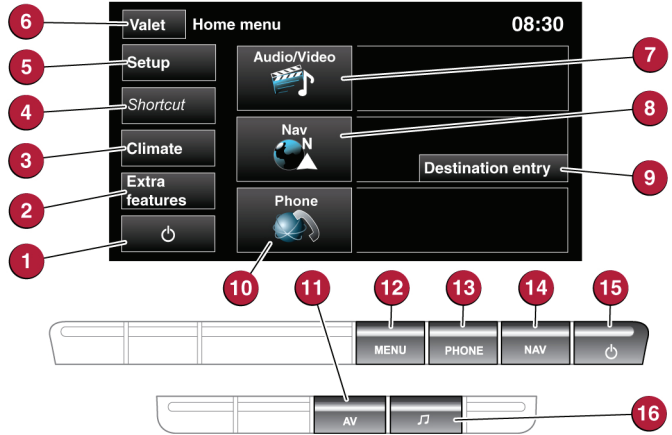 6 Valet Home menu 08:30
5 Setup Audio/Video 7
4 Shortcut
3 Climate Nav N 8
Destination entry 9
2 Extra
features Phone
1
10 11 12 13 14 15
MENU PHONE NAV
AV 16